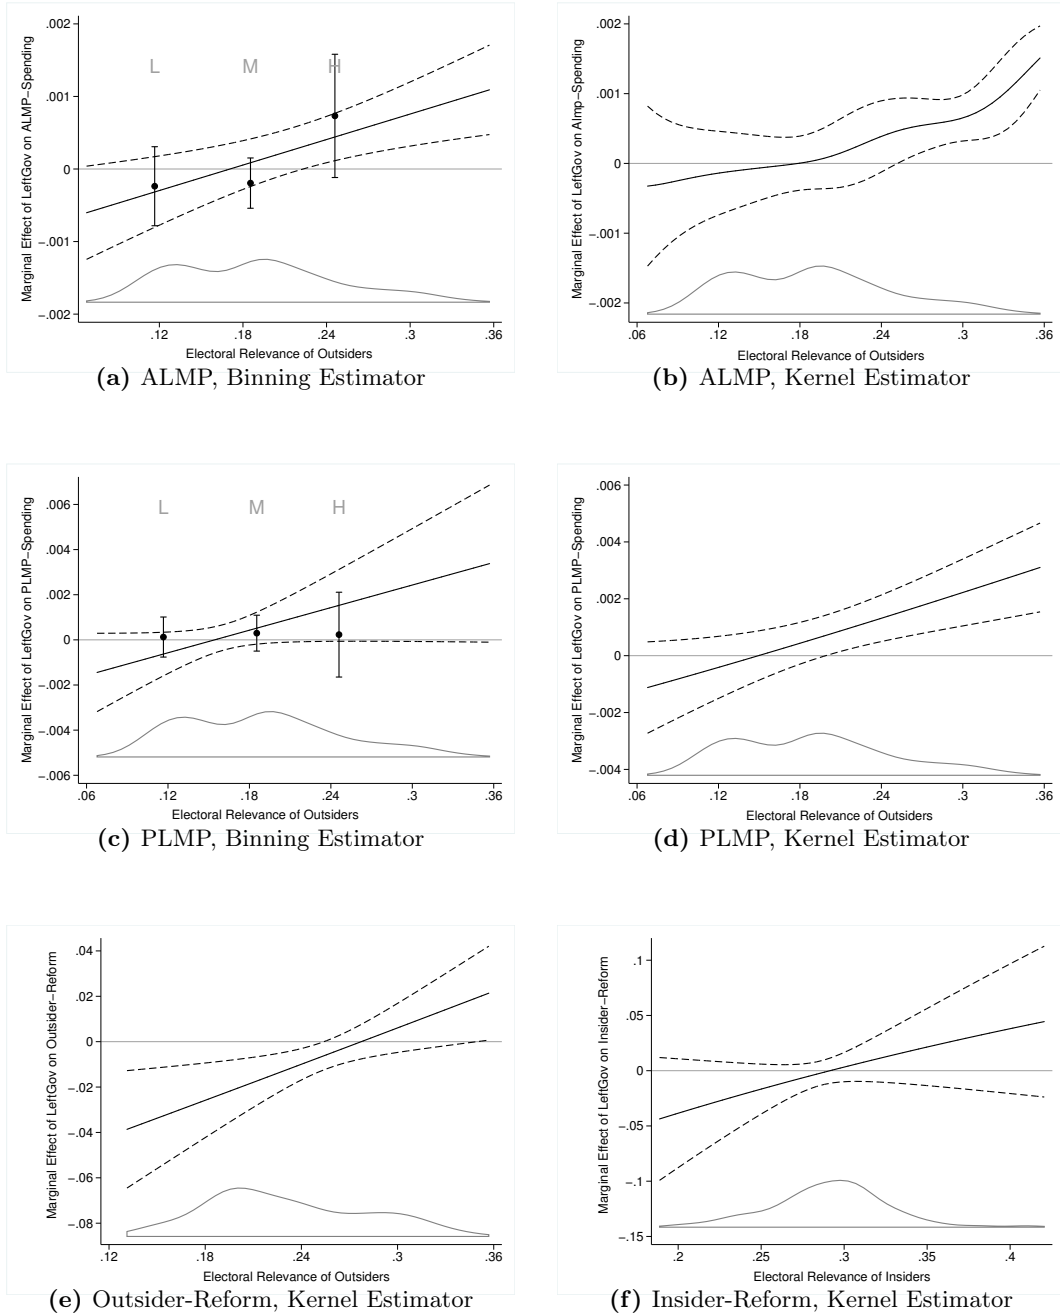 Marginal Effect of LeftGov on ALMP−Spending
.002
.001
0
−.001
−.002
L
M
H
.12
.18
.24
.3
.36
Electoral Relevance of Outsiders
(a) ALMP, Binning Estimator
Marginal Effect of LeftGov on Almp−Spending
.002
.001
0
−.001
−.002
.06
.12
.18
.24
.3
.36
Electoral Relevance of Outsiders
(b) ALMP, Kernel Estimator
Marginal Effect of LeftGov on PLMP−Spending
.006
.004
.002
0
−.002
−.004
−.006
L
M
H
.06
.12
.18
.24
.3
.36
Electoral Relevance of Outsiders
(c) PLMP, Binning Estimator
Marginal Effect of LeftGov on PLMP−Spending
.006
.004
.002
0
−.002
−.004
.06
.12
.18
.24
.3
.36
Electoral Relevance of Outsiders
(d) PLMP, Kernel Estimator
Marginal Effect of LeftGov on Outsider−Reform
.04
.02
0
−.02
−.04
−.06
−.08
.12
.18
.24
.3
.36
Electoral Relevance of Outsiders
(e) Outsider-Reform, Kernel Estimator
Marginal Effect of LeftGov on Insider−Reform
.1
.05
0
−.05
−.1
−.15
.2
.25
.3
.35
.4
Electoral Relevance of Insiders
(f) Insider-Reform, Kernel Estimator